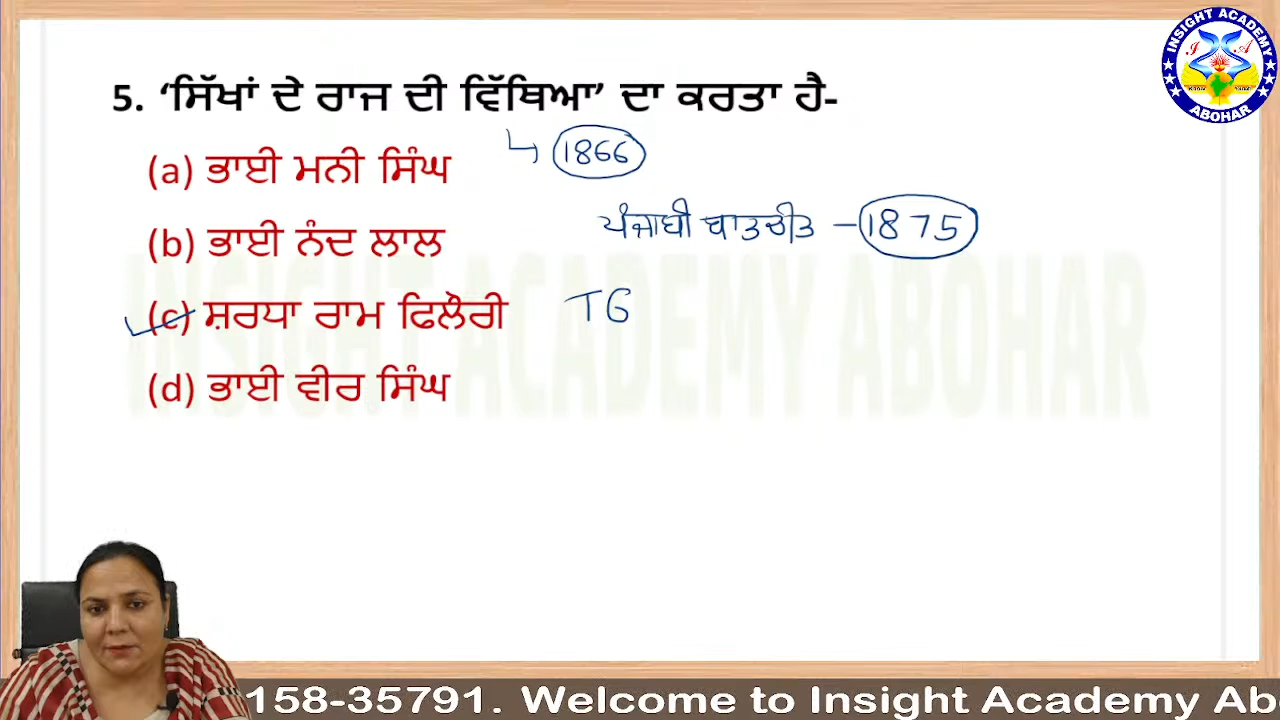 5. ‘ਸਿੱਖਾਂ ਦੇ ਰਾਜ ਦੀ ਵਿੱਥਿਆ’ ਦਾ ਕਰਤਾ ਹੈ-
1866
(a) ਭਾਈ ਮਨੀ ਸਿੰਘ
ਪੰਜਾਬੀ ਬਾਤਚੀਤ – 1875
(b) ਭਾਈ ਨੰਦ ਲਾਲ
(c) ਸ਼ਰਧਾ ਰਾਮ ਫਿਲੌਰੀ TG
(d) ਭਾਈ ਵੀਰ ਸਿੰਘ
INSIGHT ACADEMY ABOHAR
INSIGHT ACADEMY
I A
ABOHAR
158-35791. Welcome to Insight Academy Ab